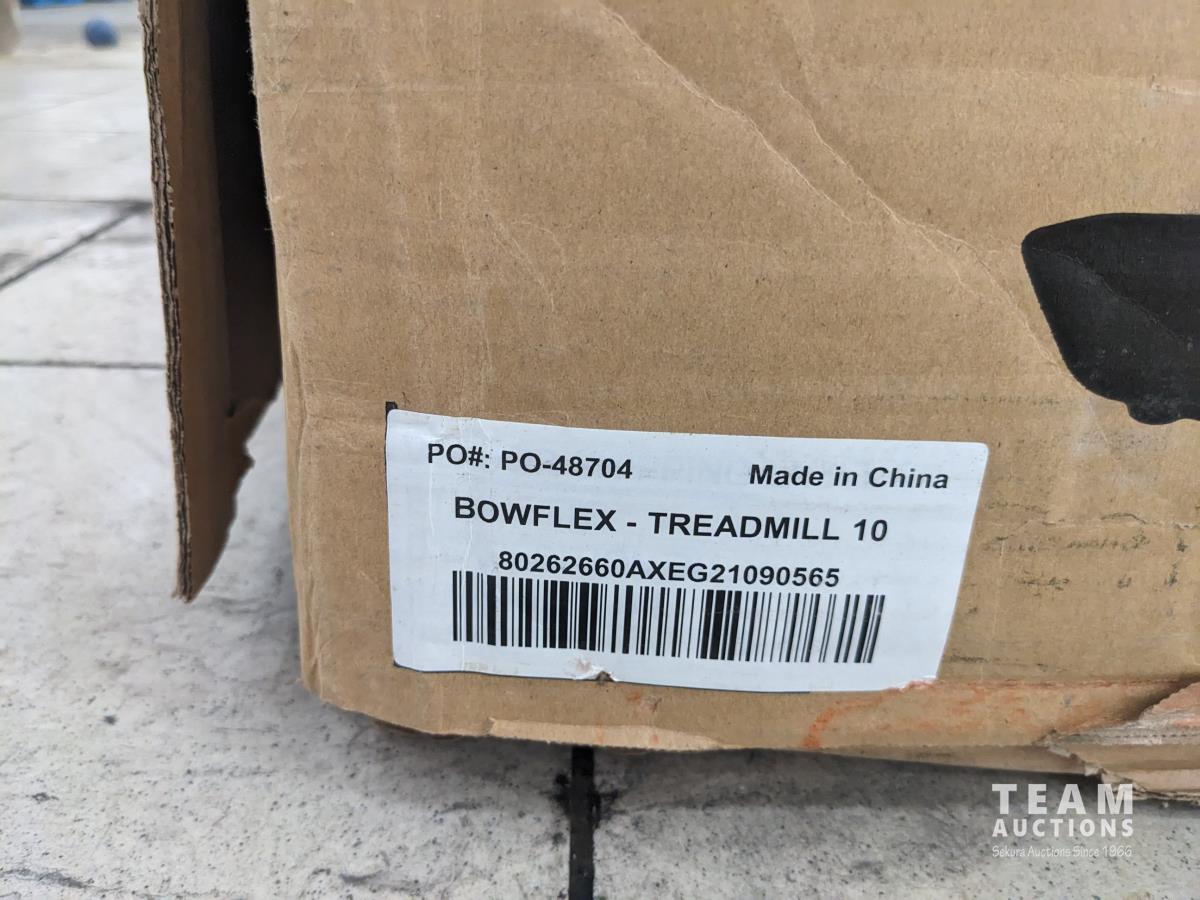 PO#: PO-48704 Made in China
BOWFLEX - TREADMILL 10
80262660AXEG21090565
TEAM
AUCTIONS
Sekura Auctions Since 1966